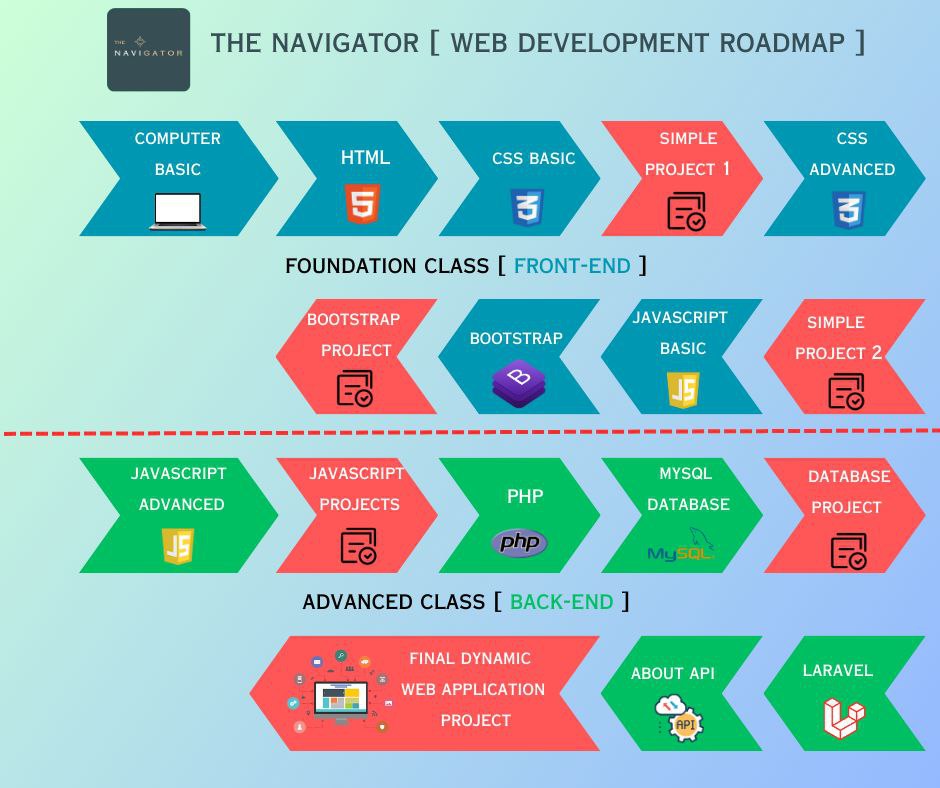 THE
NAVIGATOR
THE NAVIGATOR [ WEB DEVELOPMENT ROADMAP ]
COMPUTER
BASIC
HTML
5
CSS BASIC
3
SIMPLE
PROJECT 1
CSS
ADVANCED
3
FOUNDATION CLASS [ FRONT-END ]
SIMPLE
PROJECT 2
JAVASCRIPT
BASIC
JS
BOOTSTRAP
B
BOOTSTRAP
PROJECT
JAVASCRIPT
ADVANCED
JS
JAVASCRIPT
PROJECTS
PHP
php
MYSQL
DATABASE
MySQL
DATABASE
PROJECT
ADVANCED CLASS [ BACK-END ]
LARAVEL
ABOUT API
API
FINAL DYNAMIC
WEB APPLICATION
PROJECT